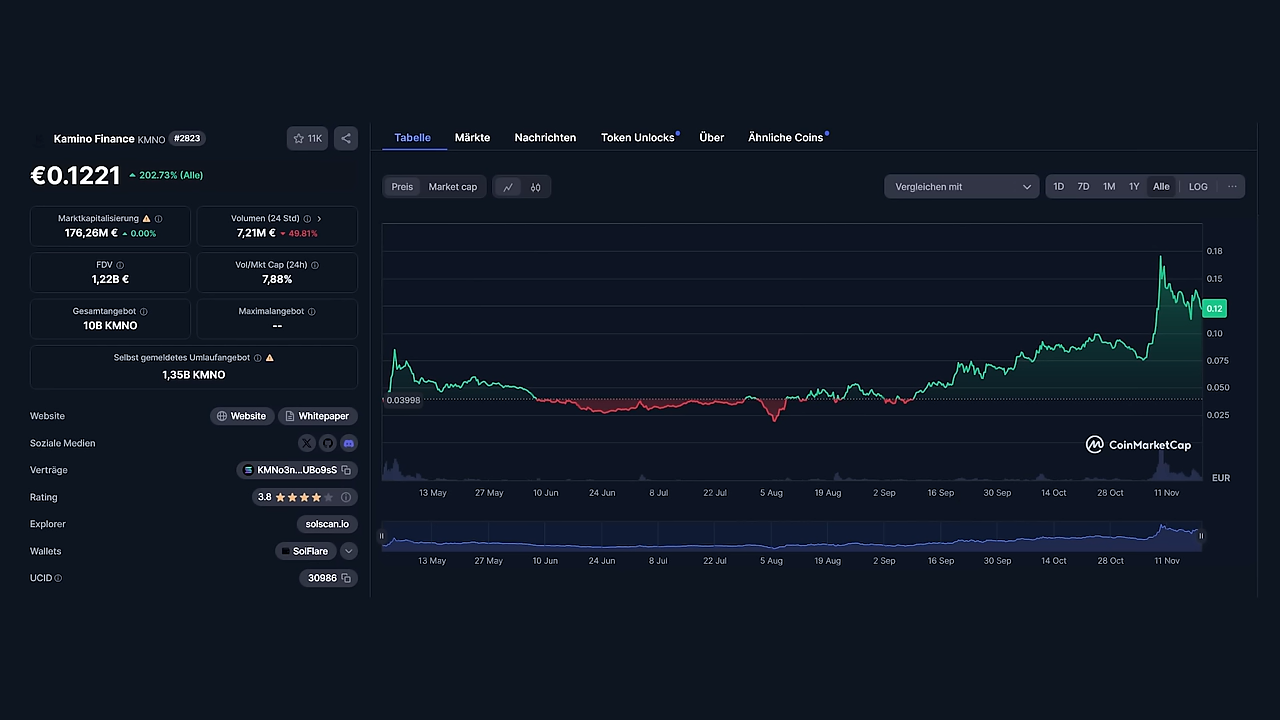 Kamino Finance KMNO #2823
11K
€0.1221 202.73% (Alle)
Marktkapitalisierung
176,26M € 0.00%
Volumen (24 Std)
7,21M € 49.81%
FDV
1,22B €
Vol/Mkt Cap (24h)
7,88%
Gesamtangebot
10B KMNO
Maximalangebot
--
Selbst gemeldetes Umlaufangebot
1,35B KMNO
Website Website Whitepaper
Soziale Medien
Verträge KMNo3n...UBo9sS
Rating 3.8
Explorer solscan.io
Wallets SolFlare
UCID 30986
Tabelle Märkte Nachrichten Token Unlocks Über Ähnliche Coins
Preis Market cap
Vergleichen mit
1D 7D 1M 1Y Alle LOG ...
0.18
0.15
0.12
0.10
0.075
0.050
0.025
0.03998
CoinMarketCap
EUR
13 May 27 May 10 Jun 24 Jun 8 Jul 22 Jul 5 Aug 19 Aug 2 Sep 16 Sep 30 Sep 14 Oct 28 Oct 11 Nov
13 May 27 May 10 Jun 24 Jun 8 Jul 22 Jul 5 Aug 19 Aug 2 Sep 16 Sep 30 Sep 14 Oct 28 Oct 11 Nov